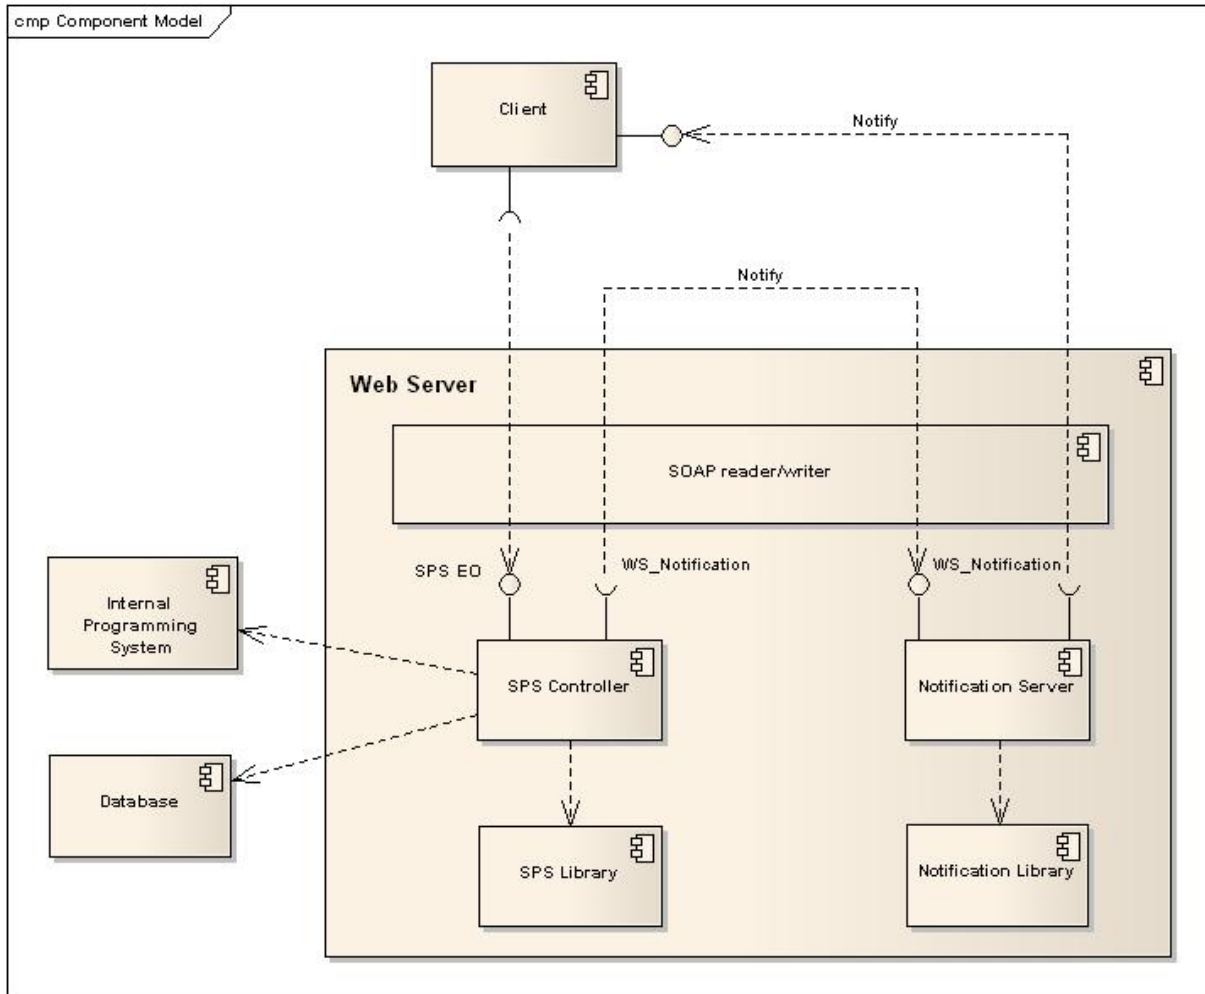 cmp Component Model
Client
Notify
Notify
Web Server
SOAP reader/writer
SPS EO
WS_Notification
WS_Notification
Internal
Programming
System
SPS Controller
Notification Server
Database
SPS Library
Notification Library